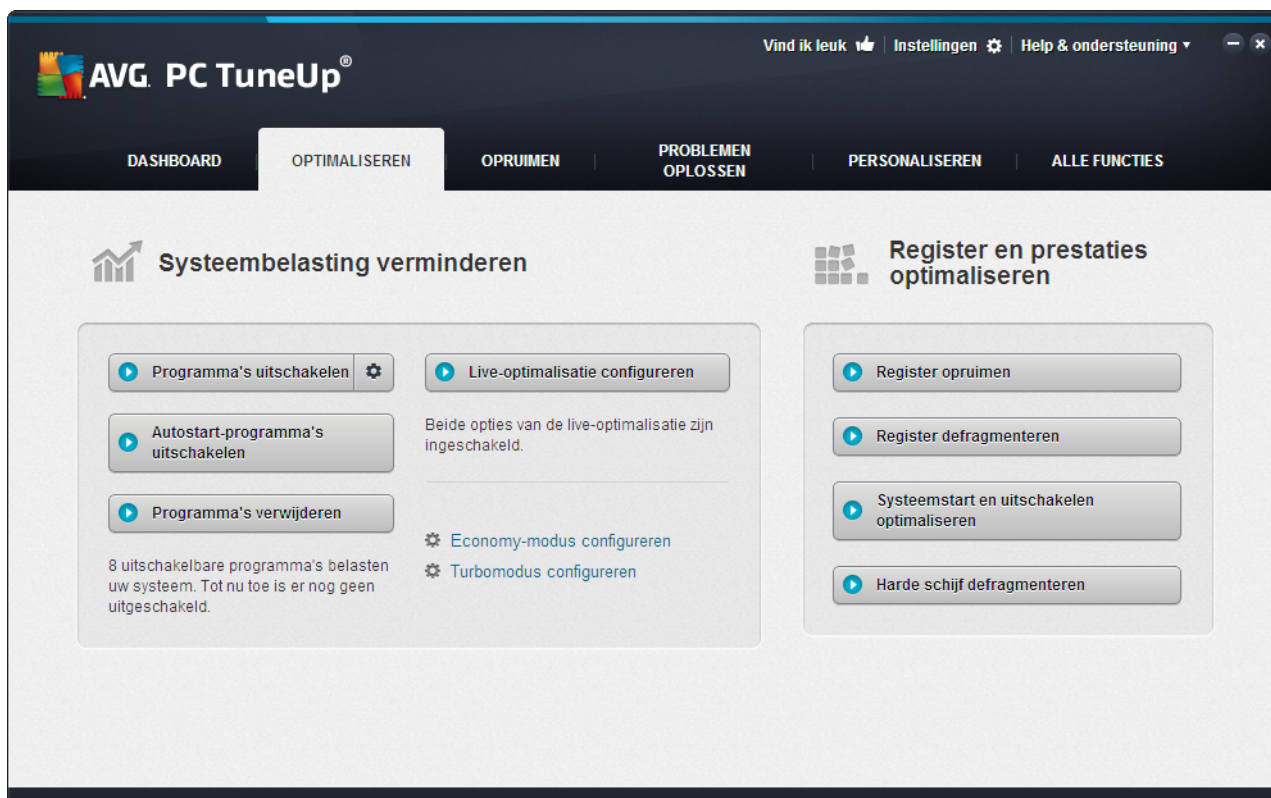 Vind ik leuk
Instellingen
Help & ondersteuning
AVG. PC TuneUp®
DASHBOARD
OPTIMALISEREN
OPRUIMEN
PROBLEMEN
OPLOSSEN
PERSONALISEREN
ALLE FUNCTIES
Systeembelasting verminderen
Programma's uitschakelen
Autostart-programma's
uitschakelen
Programma's verwijderen
8 uitschakelbare programma's belasten
uw systeem. Tot nu toe is er nog geen
uitgeschakeld.
Live-optimalisatie configureren
Beide opties van de live-optimalisatie zijn
ingeschakeld.
Economy-modus configureren
Turbomodus configureren
Register en prestaties
optimaliseren
Register opruimen
Register defragmenteren
Systeemstart en uitschakelen
optimaliseren
Harde schijf defragmenteren